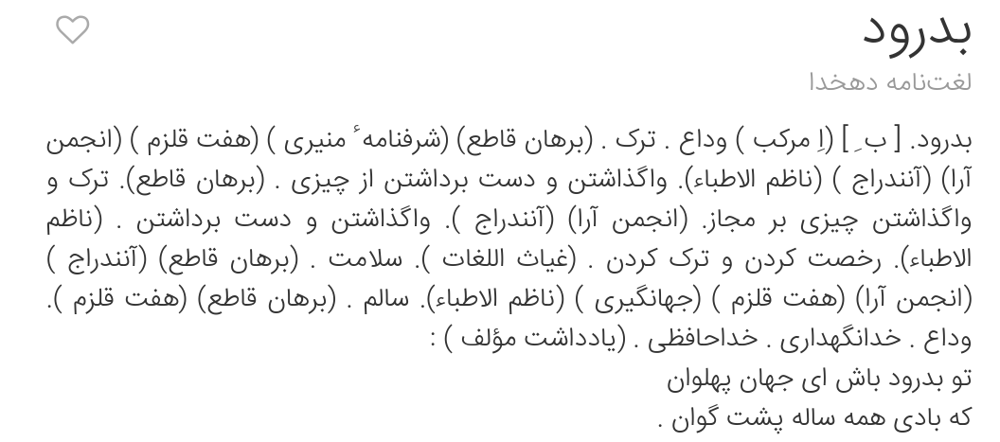 بدرود
لغت‌نامه دهخدا
بدرود. [ ب ِ ] (اِ مرکب ) وداع . ترک . (برهان قاطع) (شرفنامه ٔ منیری ) (هفت قلزم ) (انجمن
آرا) (آنندراج ) (ناظم الاطباء). واگذاشتن و دست برداشتن از چیزی . (برهان قاطع). ترک و
واگذاشتن چیزی بر مجاز. (انجمن آرا) (آنندراج ). واگذاشتن و دست برداشتن . (ناظم
الاطباء). رخصت کردن و ترک کردن . (غیاث اللغات ). سلامت . (برهان قاطع) (آنندراج )
(انجمن آرا) (هفت قلزم ) (جهانگیری ) (ناظم الاطباء). سالم . (برهان قاطع) (هفت قلزم ).
وداع . خدانگهداری . خداحافظی . (یادداشت مؤلف ) :
تو بدرود باش ای جهان پهلوان
که بادی همه ساله پشت گوان .